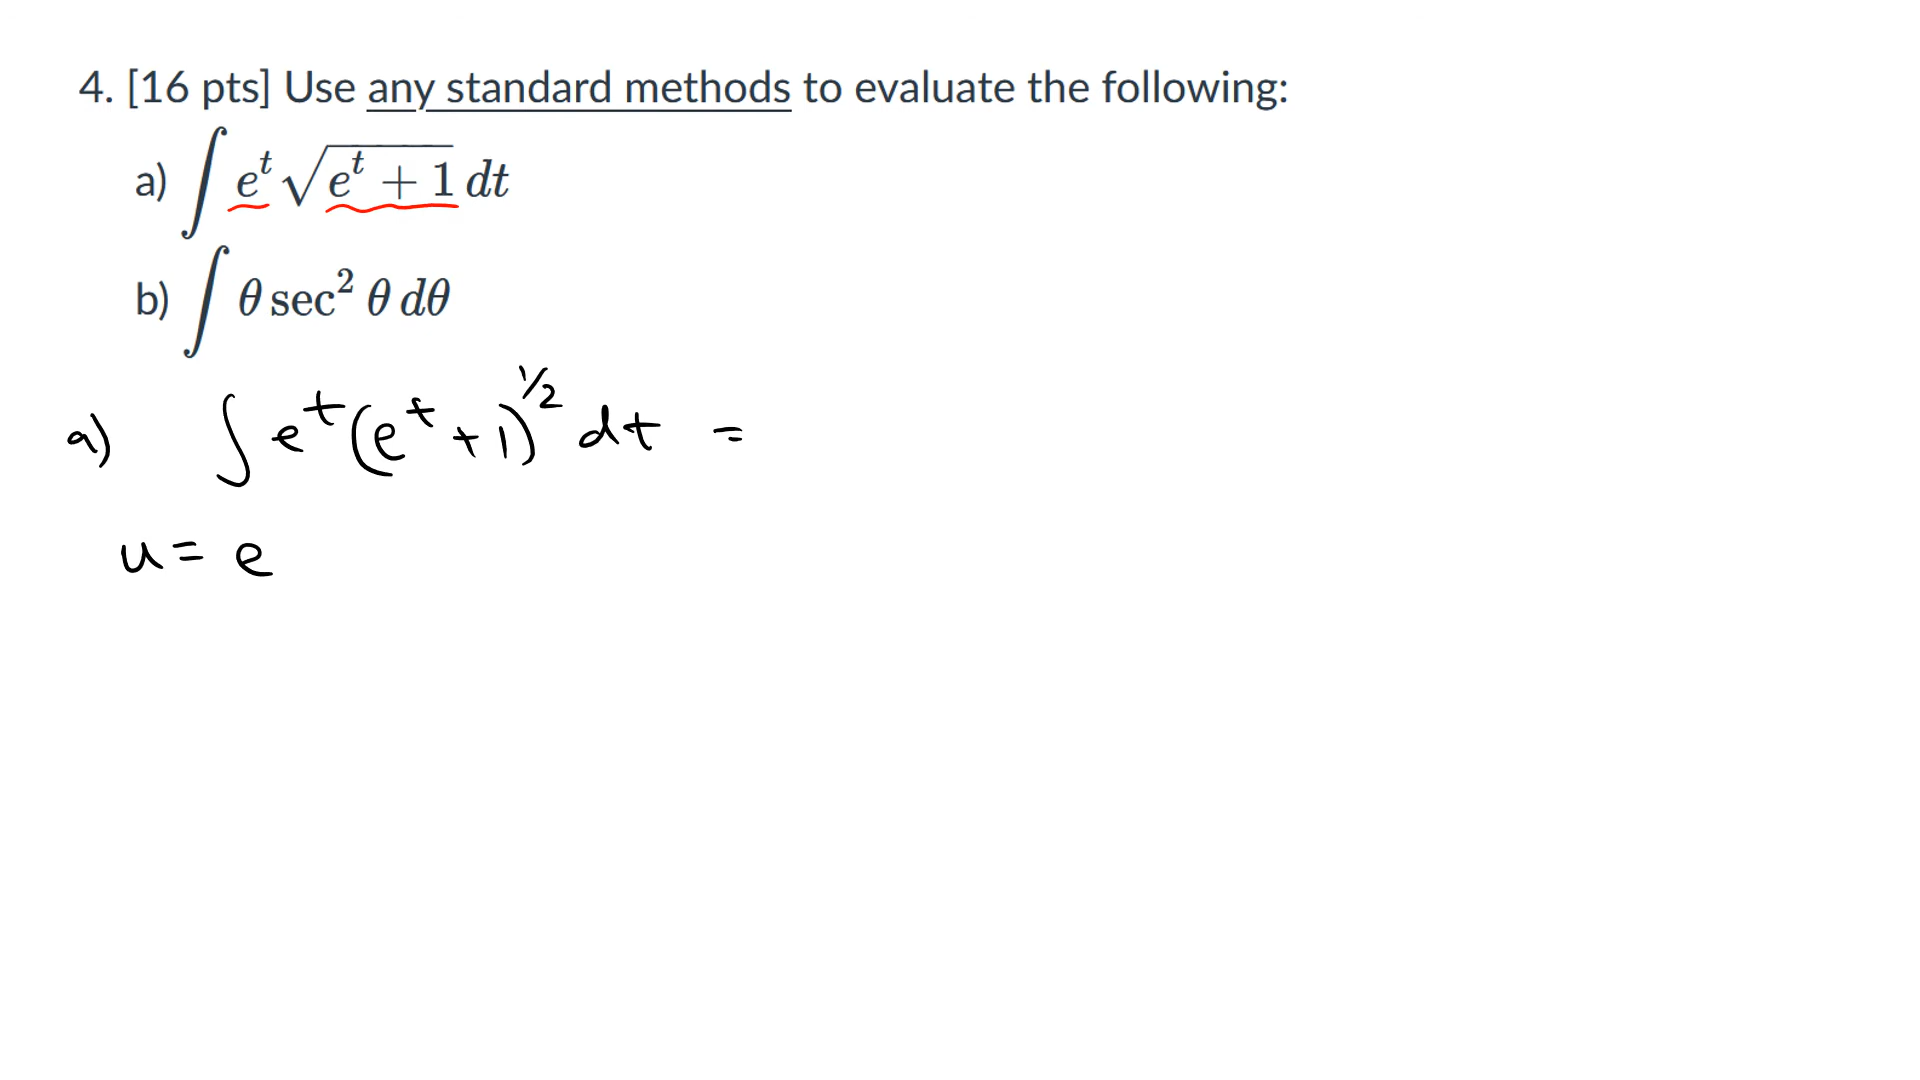 4. [16 pts] Use any standard methods to evaluate the following:
a) ∫ e^t √(e^t + 1) dt
b) ∫ θ sec² θ dθ
a) ∫ e^t (e^t + 1)^{1/2} dt =
u = e